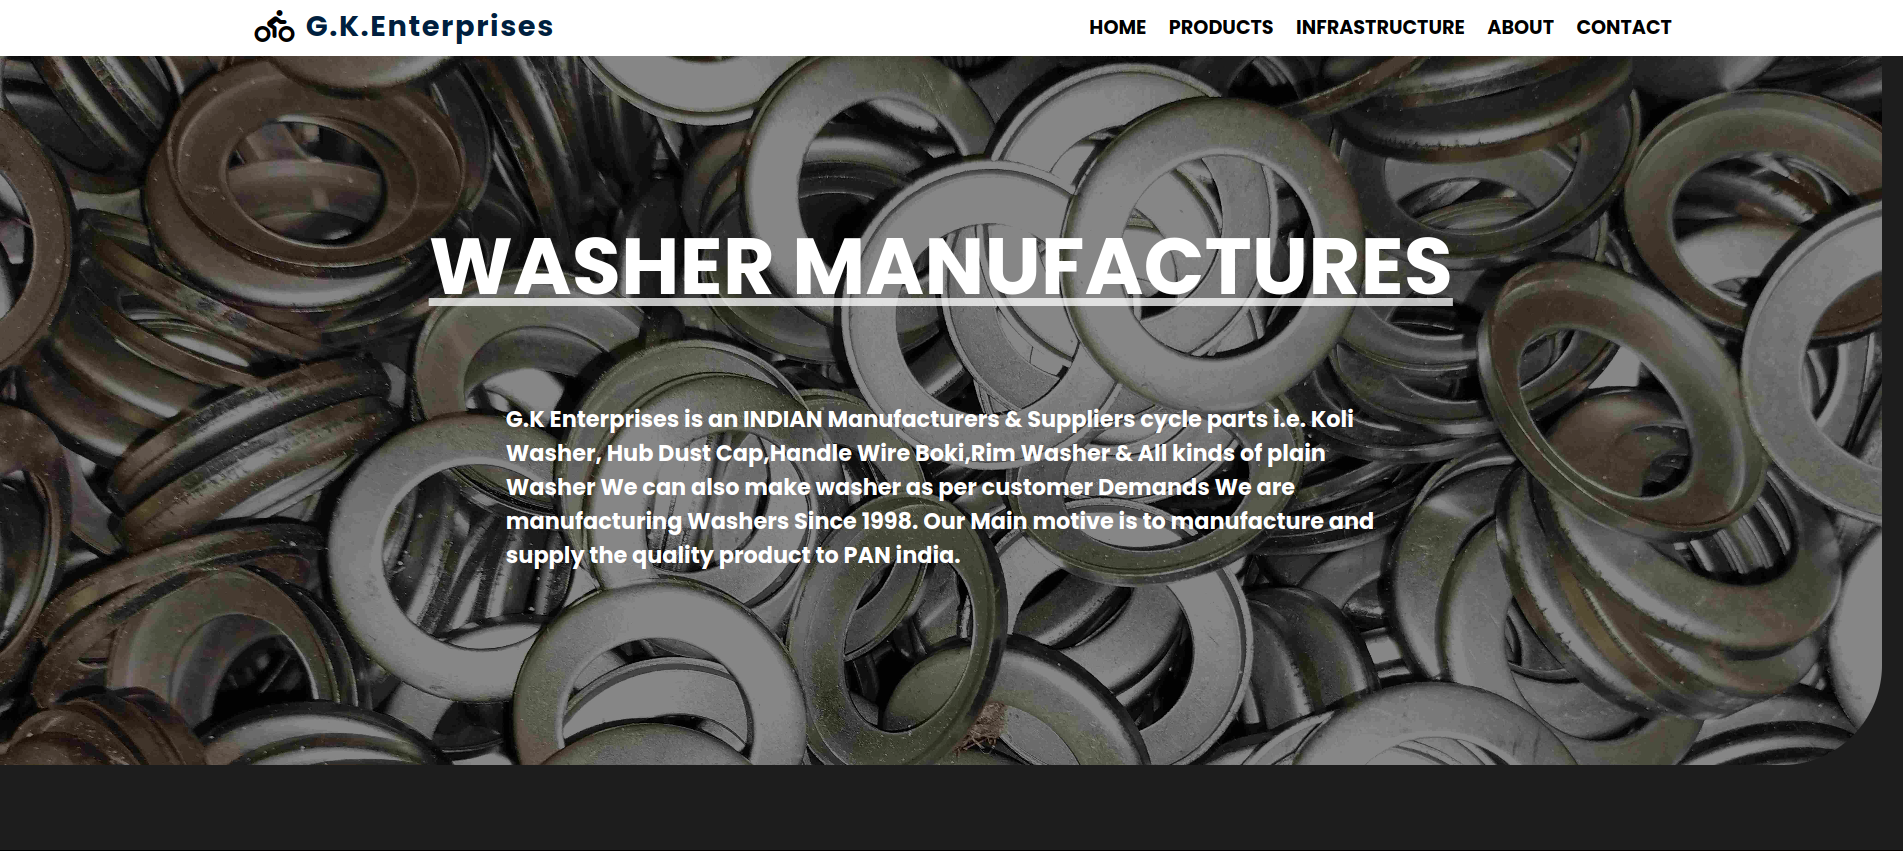 G.K.Enterprises
HOME PRODUCTS INFRASTRUCTURE ABOUT CONTACT
WASHER MANUFACTURES
G.K Enterprises is an INDIAN Manufacturers & Suppliers cycle parts i.e. Koli
Washer, Hub Dust Cap,Handle Wire Boki,Rim Washer & All kinds of plain
Washer We can also make washer as per customer Demands We are
manufacturing Washers Since 1998. Our Main motive is to manufacture and
supply the quality product to PAN india.